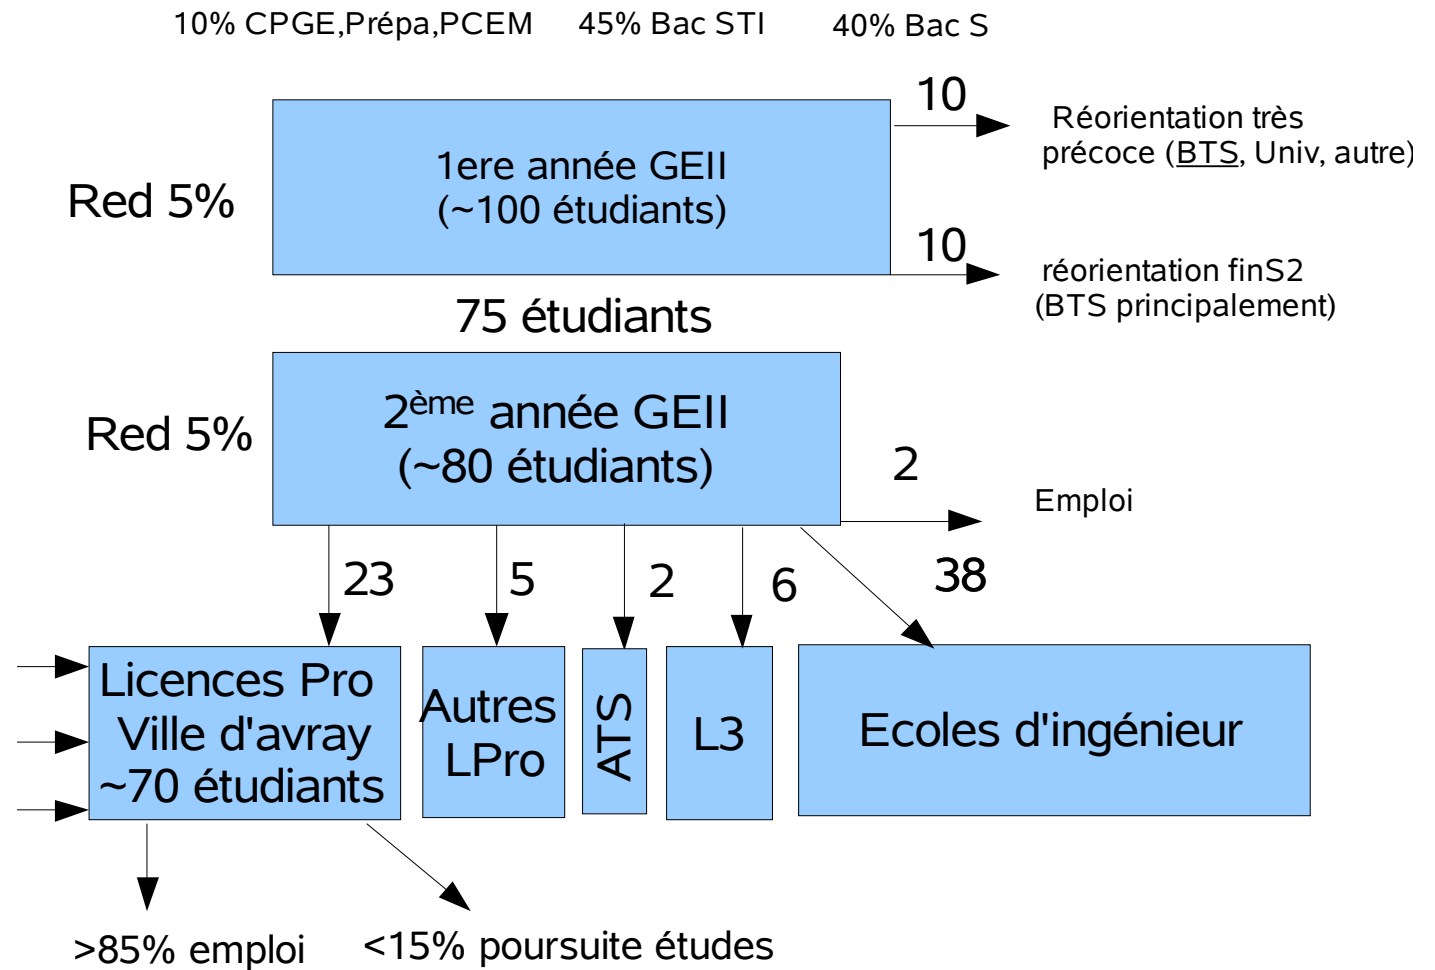 10% CPGE,Prépa,PCEM 45% Bac STI 40% Bac S
10
Réorientation très
précoce (BTS, Univ, autre)
1ere année GEII
(~100 étudiants)
Red 5%
10
réorientation finS2
(BTS principalement)
75 étudiants
2ème année GEII
(~80 étudiants)
Red 5%
2
Emploi
23
5
2
6
38
Licences Pro
Ville d'avray
~70 étudiants
Autres
LPro
ATS
L3
Ecoles d'ingénieur
>85% emploi
<15% poursuite études